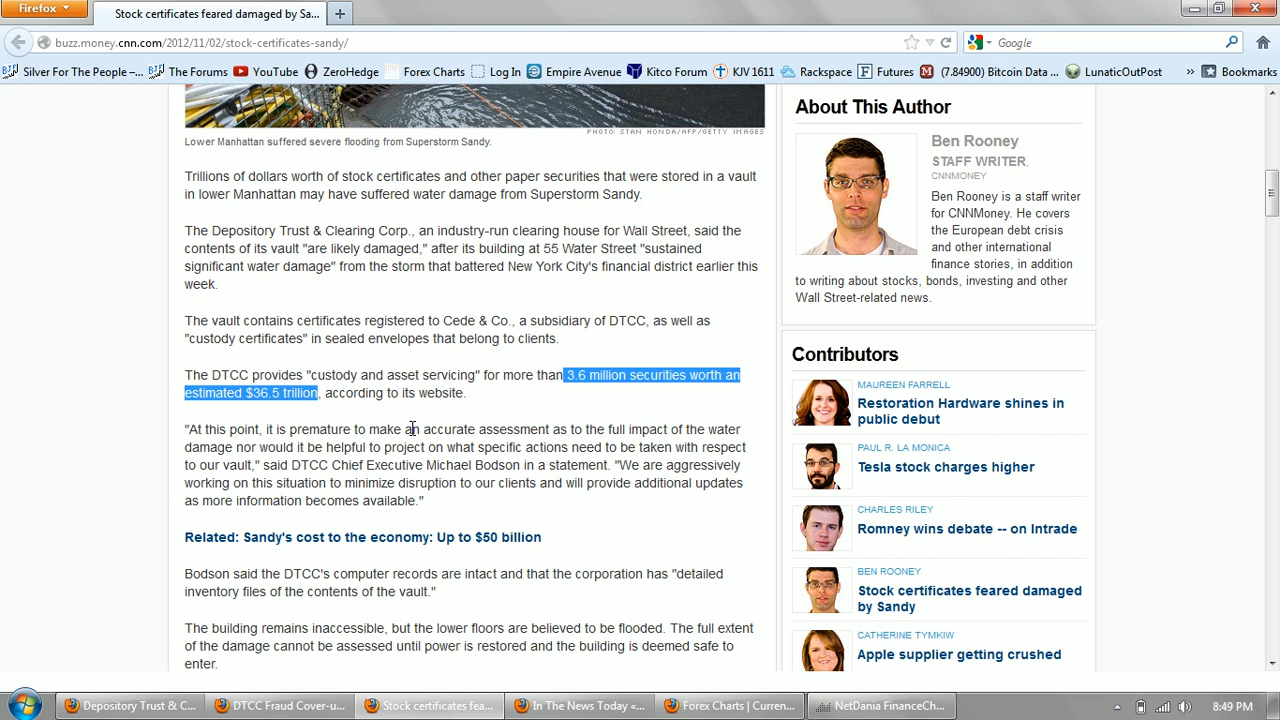 Firefox
Stock certificates feared damaged by Sa...
buzz.money.cnn.com/2012/11/02/stock-certificates-sandy/
Google
Silver For The People –...
The Forums
YouTube
ZeroHedge
Forex Charts
Log In
Empire Avenue
Kitco Forum
KJV 1611
Rackspace
Futures
(7.84900) Bitcoin Data ...
LunaticOutPost
»
Bookmarks
PHOTO: STAN HONDA/AFP/GETTY IMAGES
Lower Manhattan suffered severe flooding from Superstorm Sandy.
Trillions of dollars worth of stock certificates and other paper securities that were stored in a vault
in lower Manhattan may have suffered water damage from Superstorm Sandy.
The Depository Trust & Clearing Corp., an industry-run clearing house for Wall Street, said the
contents of its vault "are likely damaged," after its building at 55 Water Street "sustained
significant water damage" from the storm that battered New York City's financial district earlier this
week.
The vault contains certificates registered to Cede & Co., a subsidiary of DTCC, as well as
"custody certificates" in sealed envelopes that belong to clients.
The DTCC provides "custody and asset servicing" for more than 3.6 million securities worth an
estimated $36.5 trillion, according to its website.
"At this point, it is premature to make an accurate assessment as to the full impact of the water
damage nor would it be helpful to project on what specific actions need to be taken with respect
to our vault," said DTCC Chief Executive Michael Bodson in a statement. "We are aggressively
working on this situation to minimize disruption to our clients and will provide additional updates
as more information becomes available."
Related: Sandy's cost to the economy: Up to $50 billion
Bodson said the DTCC's computer records are intact and that the corporation has "detailed
inventory files of the contents of the vault."
The building remains inaccessible, but the lower floors are believed to be flooded. The full extent
of the damage cannot be assessed until power is restored and the building is deemed safe to
enter.
About This Author
Ben Rooney
STAFF WRITER,
CNNMONEY
Ben Rooney is a staff writer
for CNNMoney. He covers
the European debt crisis
and other international
finance stories, in addition
to writing about stocks, bonds, investing and other
Wall Street-related news.
Contributors
MAUREEN FARRELL
Restoration Hardware shines in
public debut
PAUL R. LA MONICA
Tesla stock charges higher
CHARLES RILEY
Romney wins debate -- on Intrade
BEN ROONEY
Stock certificates feared damaged
by Sandy
CATHERINE TYMKIW
Apple supplier getting crushed
Depository Trust & C...
DTCC Fraud Cover-u...
Stock certificates fea...
In The News Today «...
Forex Charts | Curren...
NetDania FinanceCh...
8:49 PM